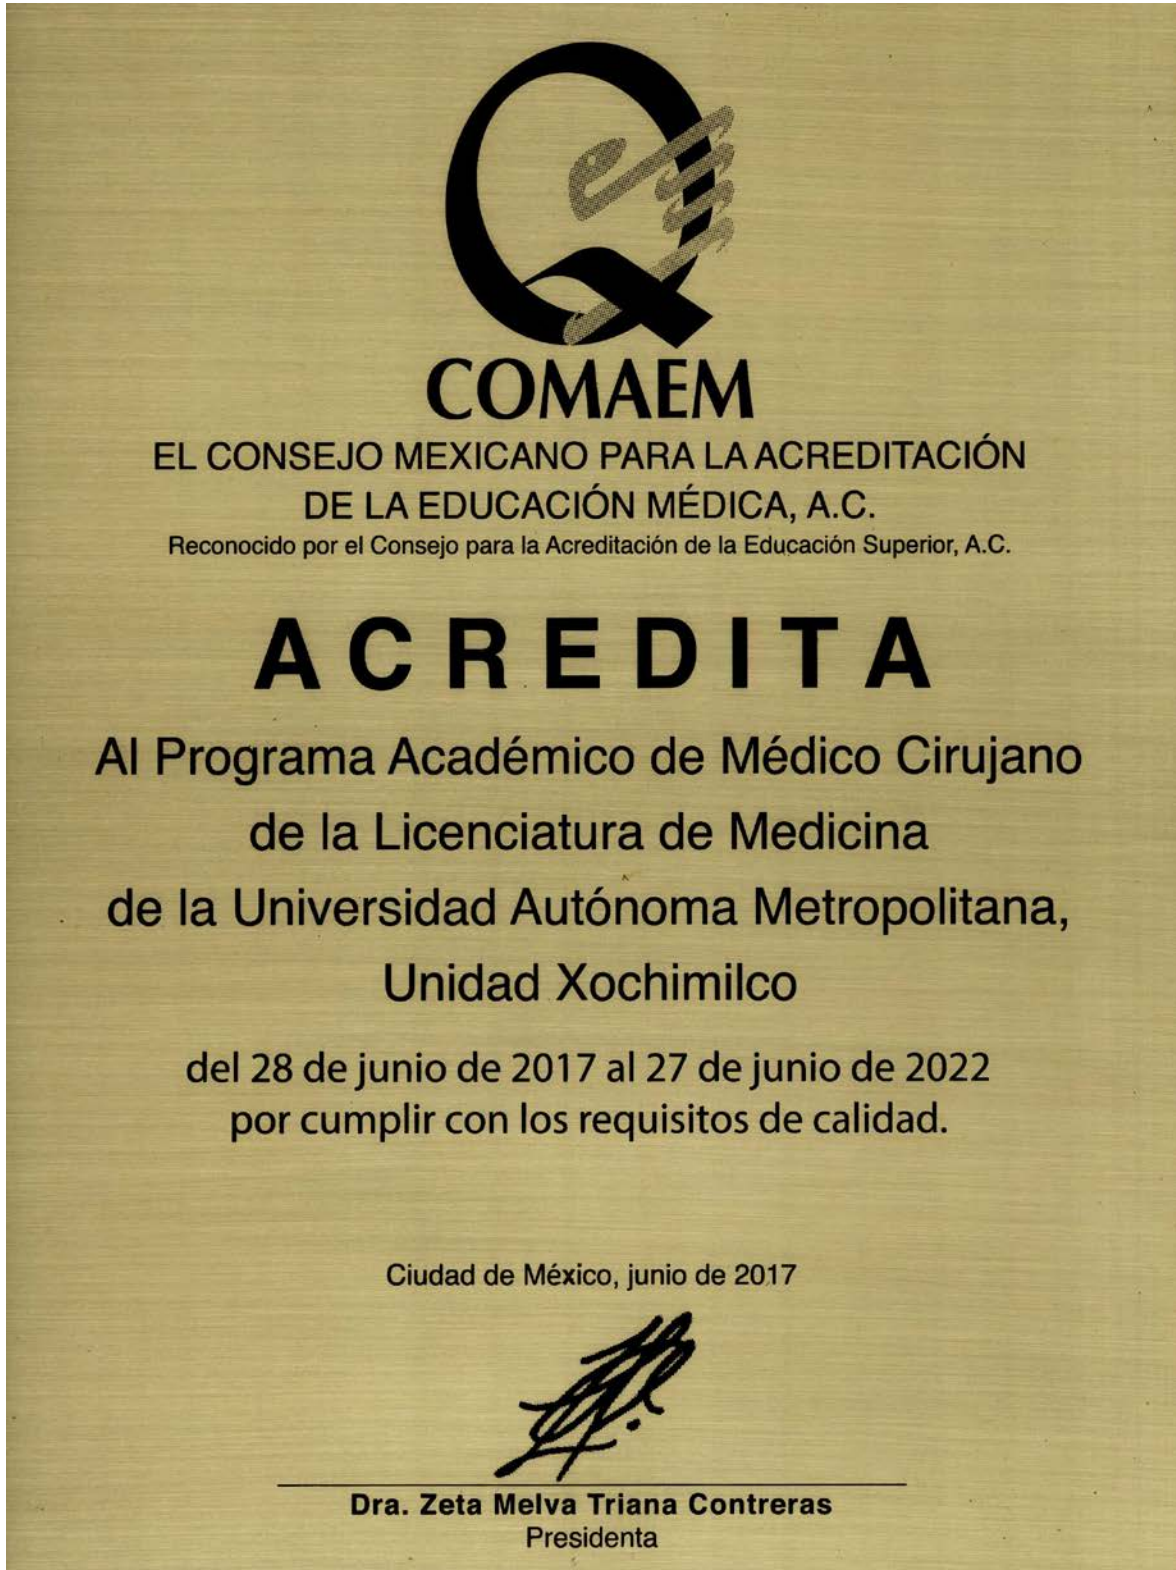 COMAEM
EL CONSEJO MEXICANO PARA LA ACREDITACIÓN
DE LA EDUCACIÓN MÉDICA, A.C.
Reconocido por el Consejo para la Acreditación de la Educación Superior, A.C.
ACREDITA
Al Programa Académico de Médico Cirujano
de la Licenciatura de Medicina
de la Universidad Autónoma Metropolitana,
Unidad Xochimilco
del 28 de junio de 2017 al 27 de junio de 2022
por cumplir con los requisitos de calidad.
Ciudad de México, junio de 2017
Dra. Zeta Melva Triana Contreras
Presidenta